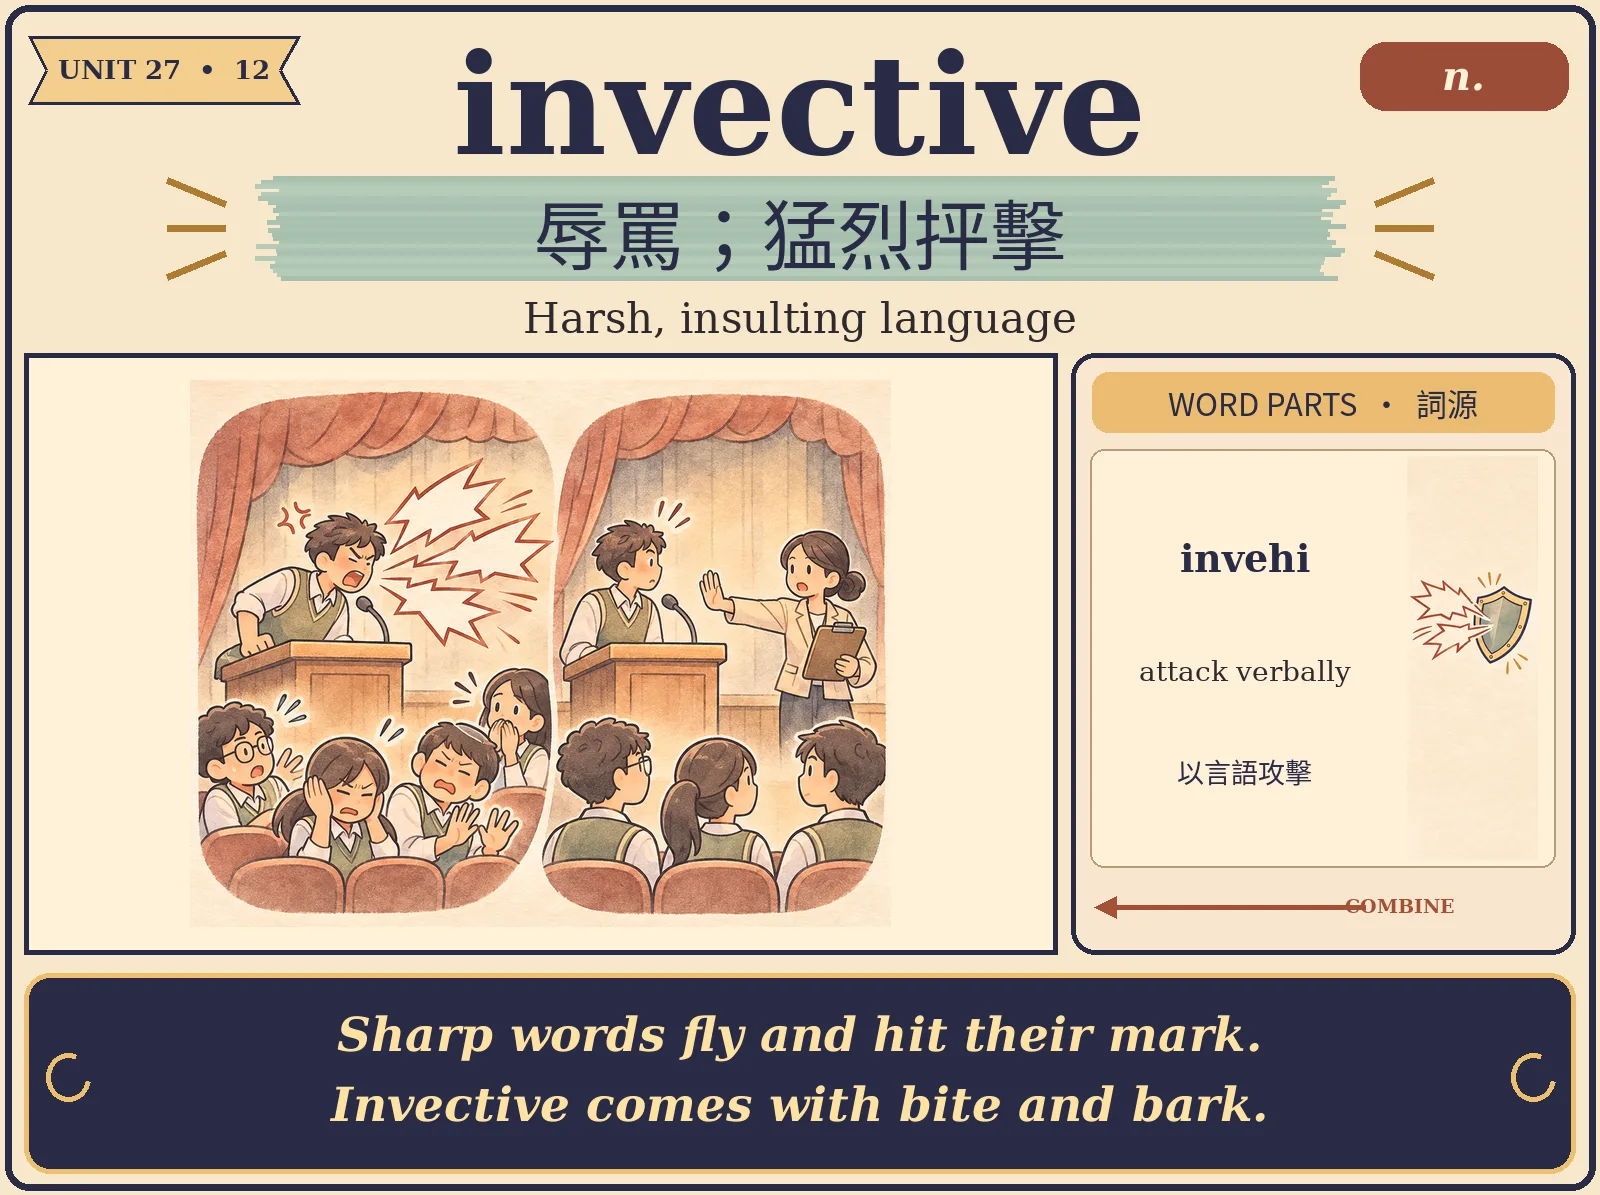 UNIT 27 • 12
invective
n.
辱罵；猛烈抨擊
Harsh, insulting language
WORD PARTS • 詞源
invehi
attack verbally
以言語攻擊
COMBINE
Sharp words fly and hit their mark.
Invective comes with bite and bark.